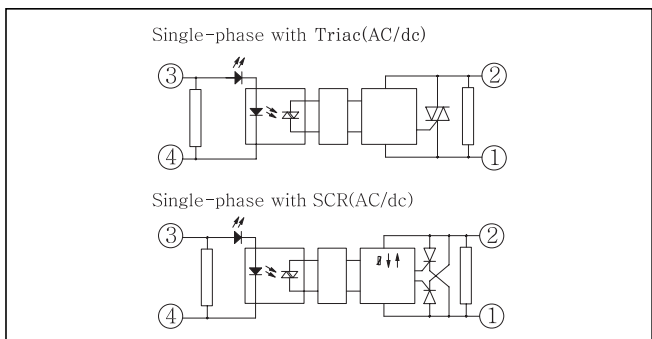 Single-phase with Triac(AC/dc)
③ ②
④ ①
Single-phase with SCR(AC/dc)
③ ②
④ ①